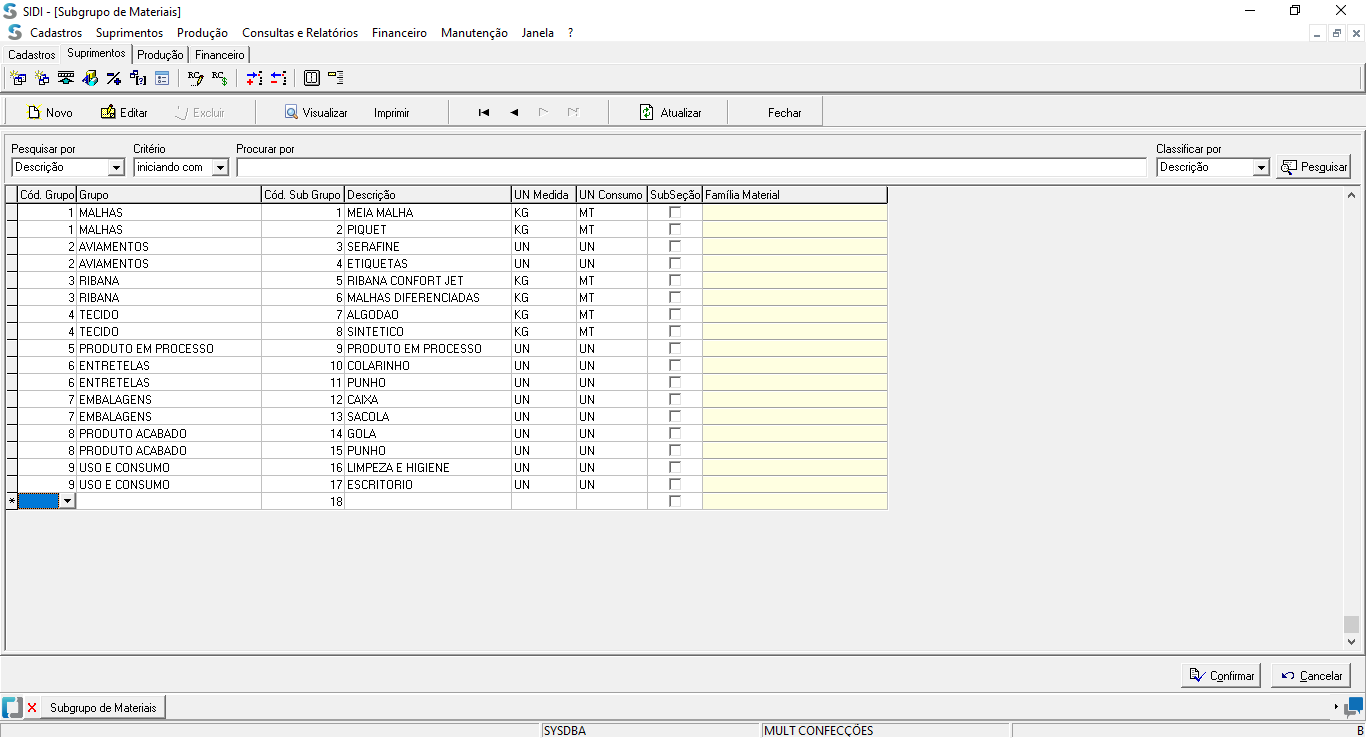 SIDI - [Subgrupo de Materiais]
Cadastros Suprimentos Produção Consultas e Relatórios Financeiro Manutenção Janela ?
Cadastros Suprimentos Produção Financeiro
Novo Editar Excluir Visualizar Imprimir Atualizar Fechar
Pesquisar por Critério Procurar por Classificar por
Descrição iniciando com Descrição Pesquisar
Cód. Grupo Grupo Cód. Sub Grupo Descrição UN Medida UN Consumo SubSeção Família Material
1 MALHAS 1 MEIA MALHA KG MT
1 MALHAS 2 PIQUET KG MT
2 AVIAMENTOS 3 SERAFINE UN UN
2 AVIAMENTOS 4 ETIQUETAS UN UN
3 RIBANA 5 RIBANA CONFORT JET KG MT
3 RIBANA 6 MALHAS DIFERENCIADAS KG MT
4 TECIDO 7 ALGODAO KG MT
4 TECIDO 8 SINTETICO KG MT
5 PRODUTO EM PROCESSO 9 PRODUTO EM PROCESSO UN UN
6 ENTRETELAS 10 COLARINHO UN UN
6 ENTRETELAS 11 PUNHO UN UN
7 EMBALAGENS 12 CAIXA UN UN
7 EMBALAGENS 13 SACOLA UN UN
8 PRODUTO ACABADO 14 GOLA UN UN
8 PRODUTO ACABADO 15 PUNHO UN UN
9 USO E CONSUMO 16 LIMPEZA E HIGIENE UN UN
9 USO E CONSUMO 17 ESCRITORIO UN UN
* 18
Confirmar Cancelar
Subgrupo de Materiais
SYSDBA MULT CONFECÇÕES B